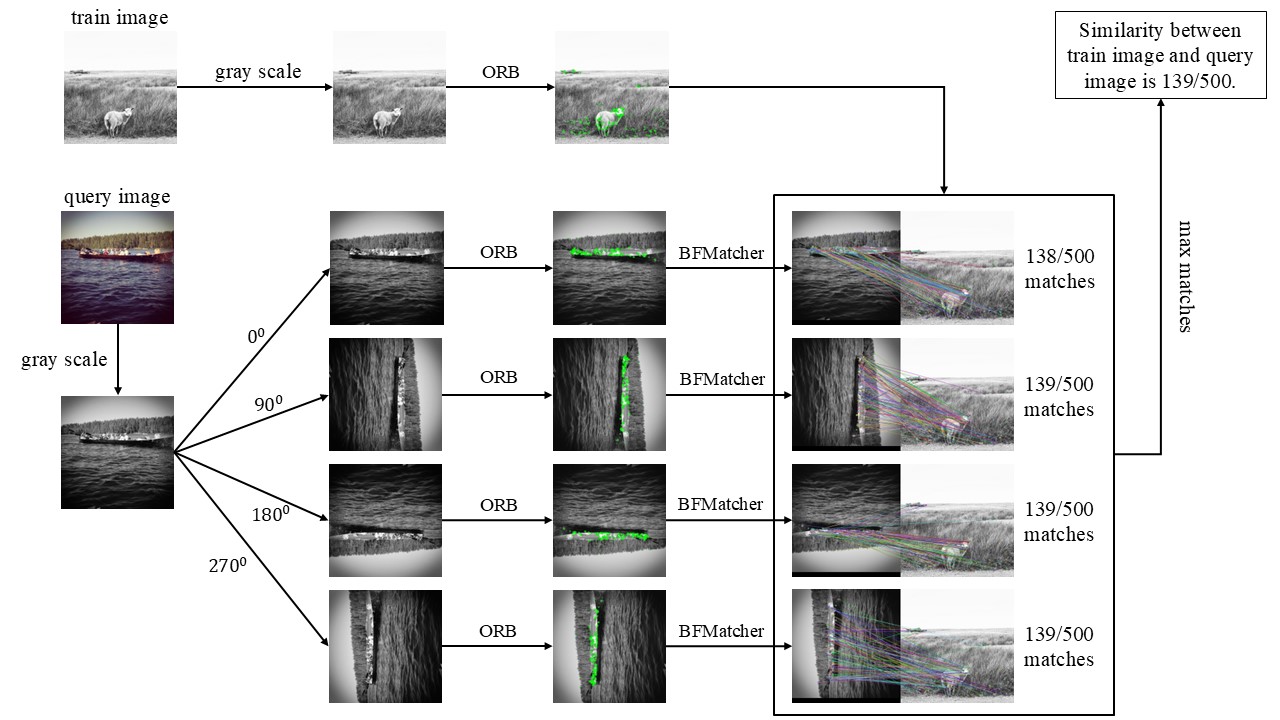 train image
gray scale
ORB
Similarity between
train image and query
image is 139/500.
query image
gray scale
0⁰
ORB
BFMatcher
138/500
matches
90⁰
ORB
BFMatcher
139/500
matches
180⁰
ORB
BFMatcher
139/500
matches
270⁰
ORB
BFMatcher
139/500
matches
max matches